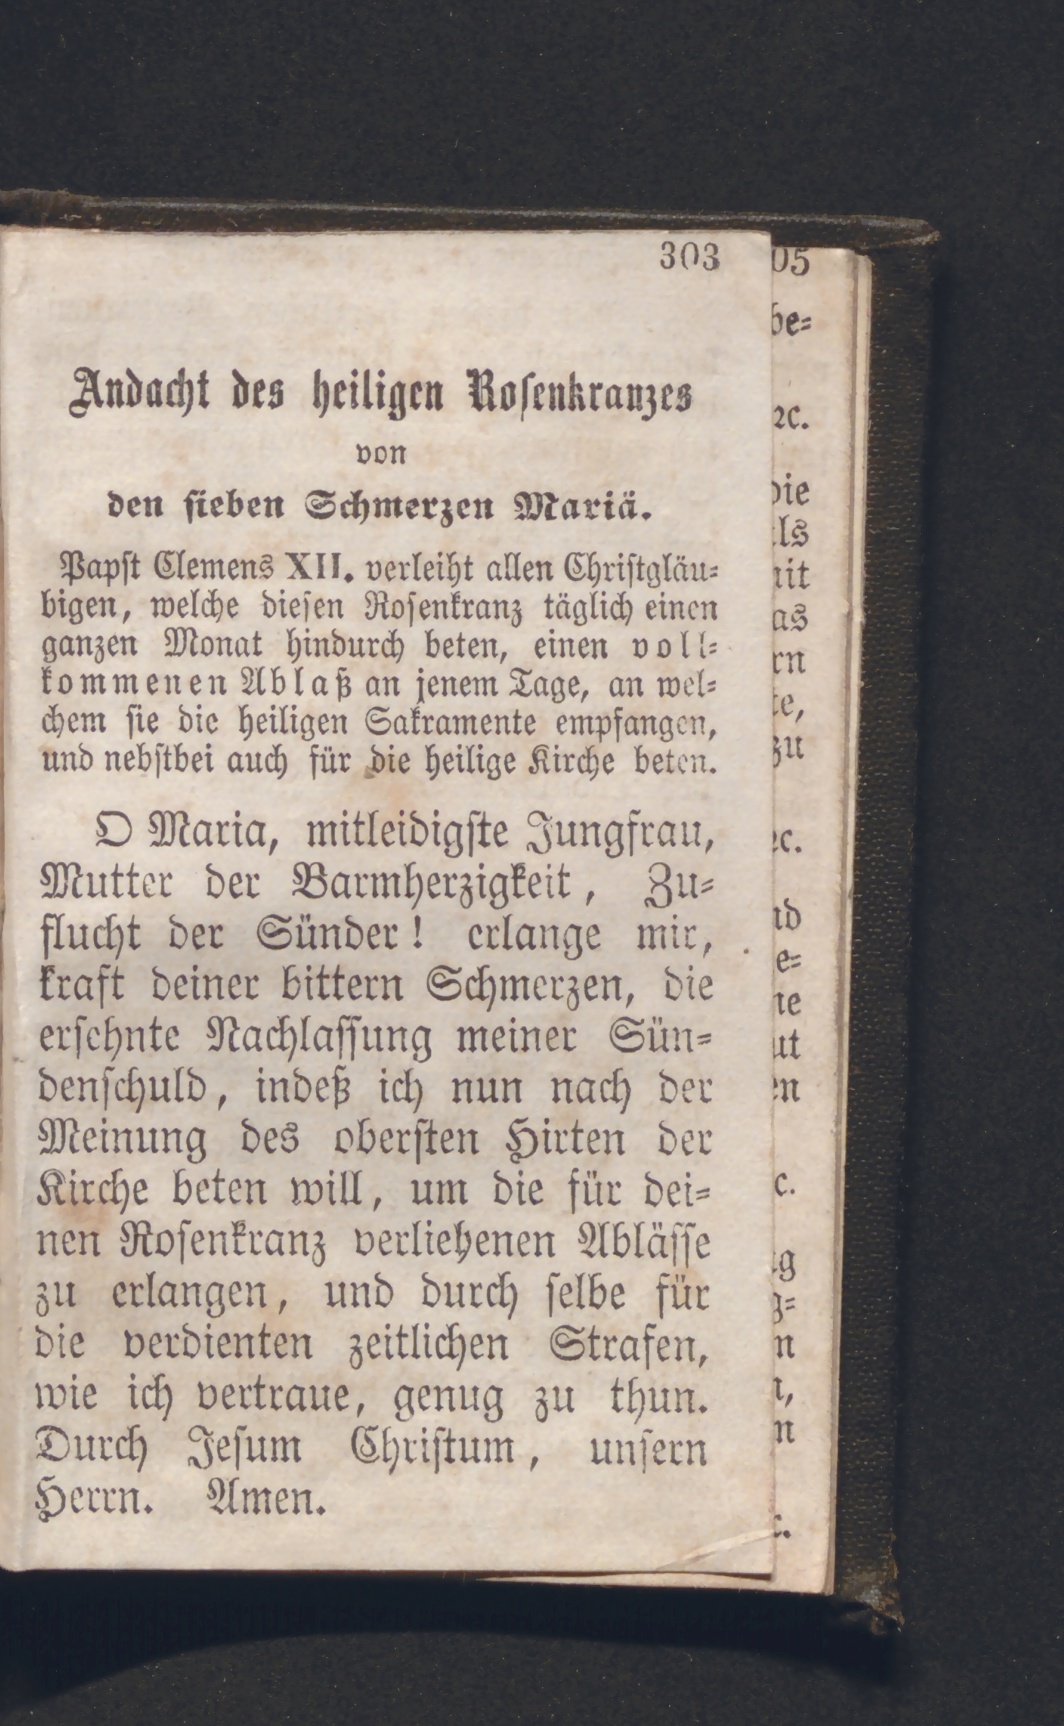 303
Andacht des heiligen Rosenkranzes
von
den sieben Schmerzen Mariä.
Papst Clemens XII. verleiht allen Christgläu-
bigen, welche diesen Rosenkranz täglich einen
ganzen Monat hindurch beten, einen voll-
kommenen Ablaß an jenem Tage, an wel-
chem sie die heiligen Sakramente empfangen,
und nebstbei auch für die heilige Kirche beten.
O Maria, mitleidigste Jungfrau,
Mutter der Barmherzigkeit, Zu-
flucht der Sünder! erlange mir,
kraft deiner bittern Schmerzen, die
ersehnte Nachlassung meiner Sün-
denschuld, indeß ich nun nach der
Meinung des obersten Hirten der
Kirche beten will, um die für dei-
nen Rosenkranz verliehenen Ablässe
zu erlangen, und durch selbe für
die verdienten zeitlichen Strafen,
wie ich vertraue, genug zu thun.
Durch Jesum Christum, unsern
Herrn. Amen.